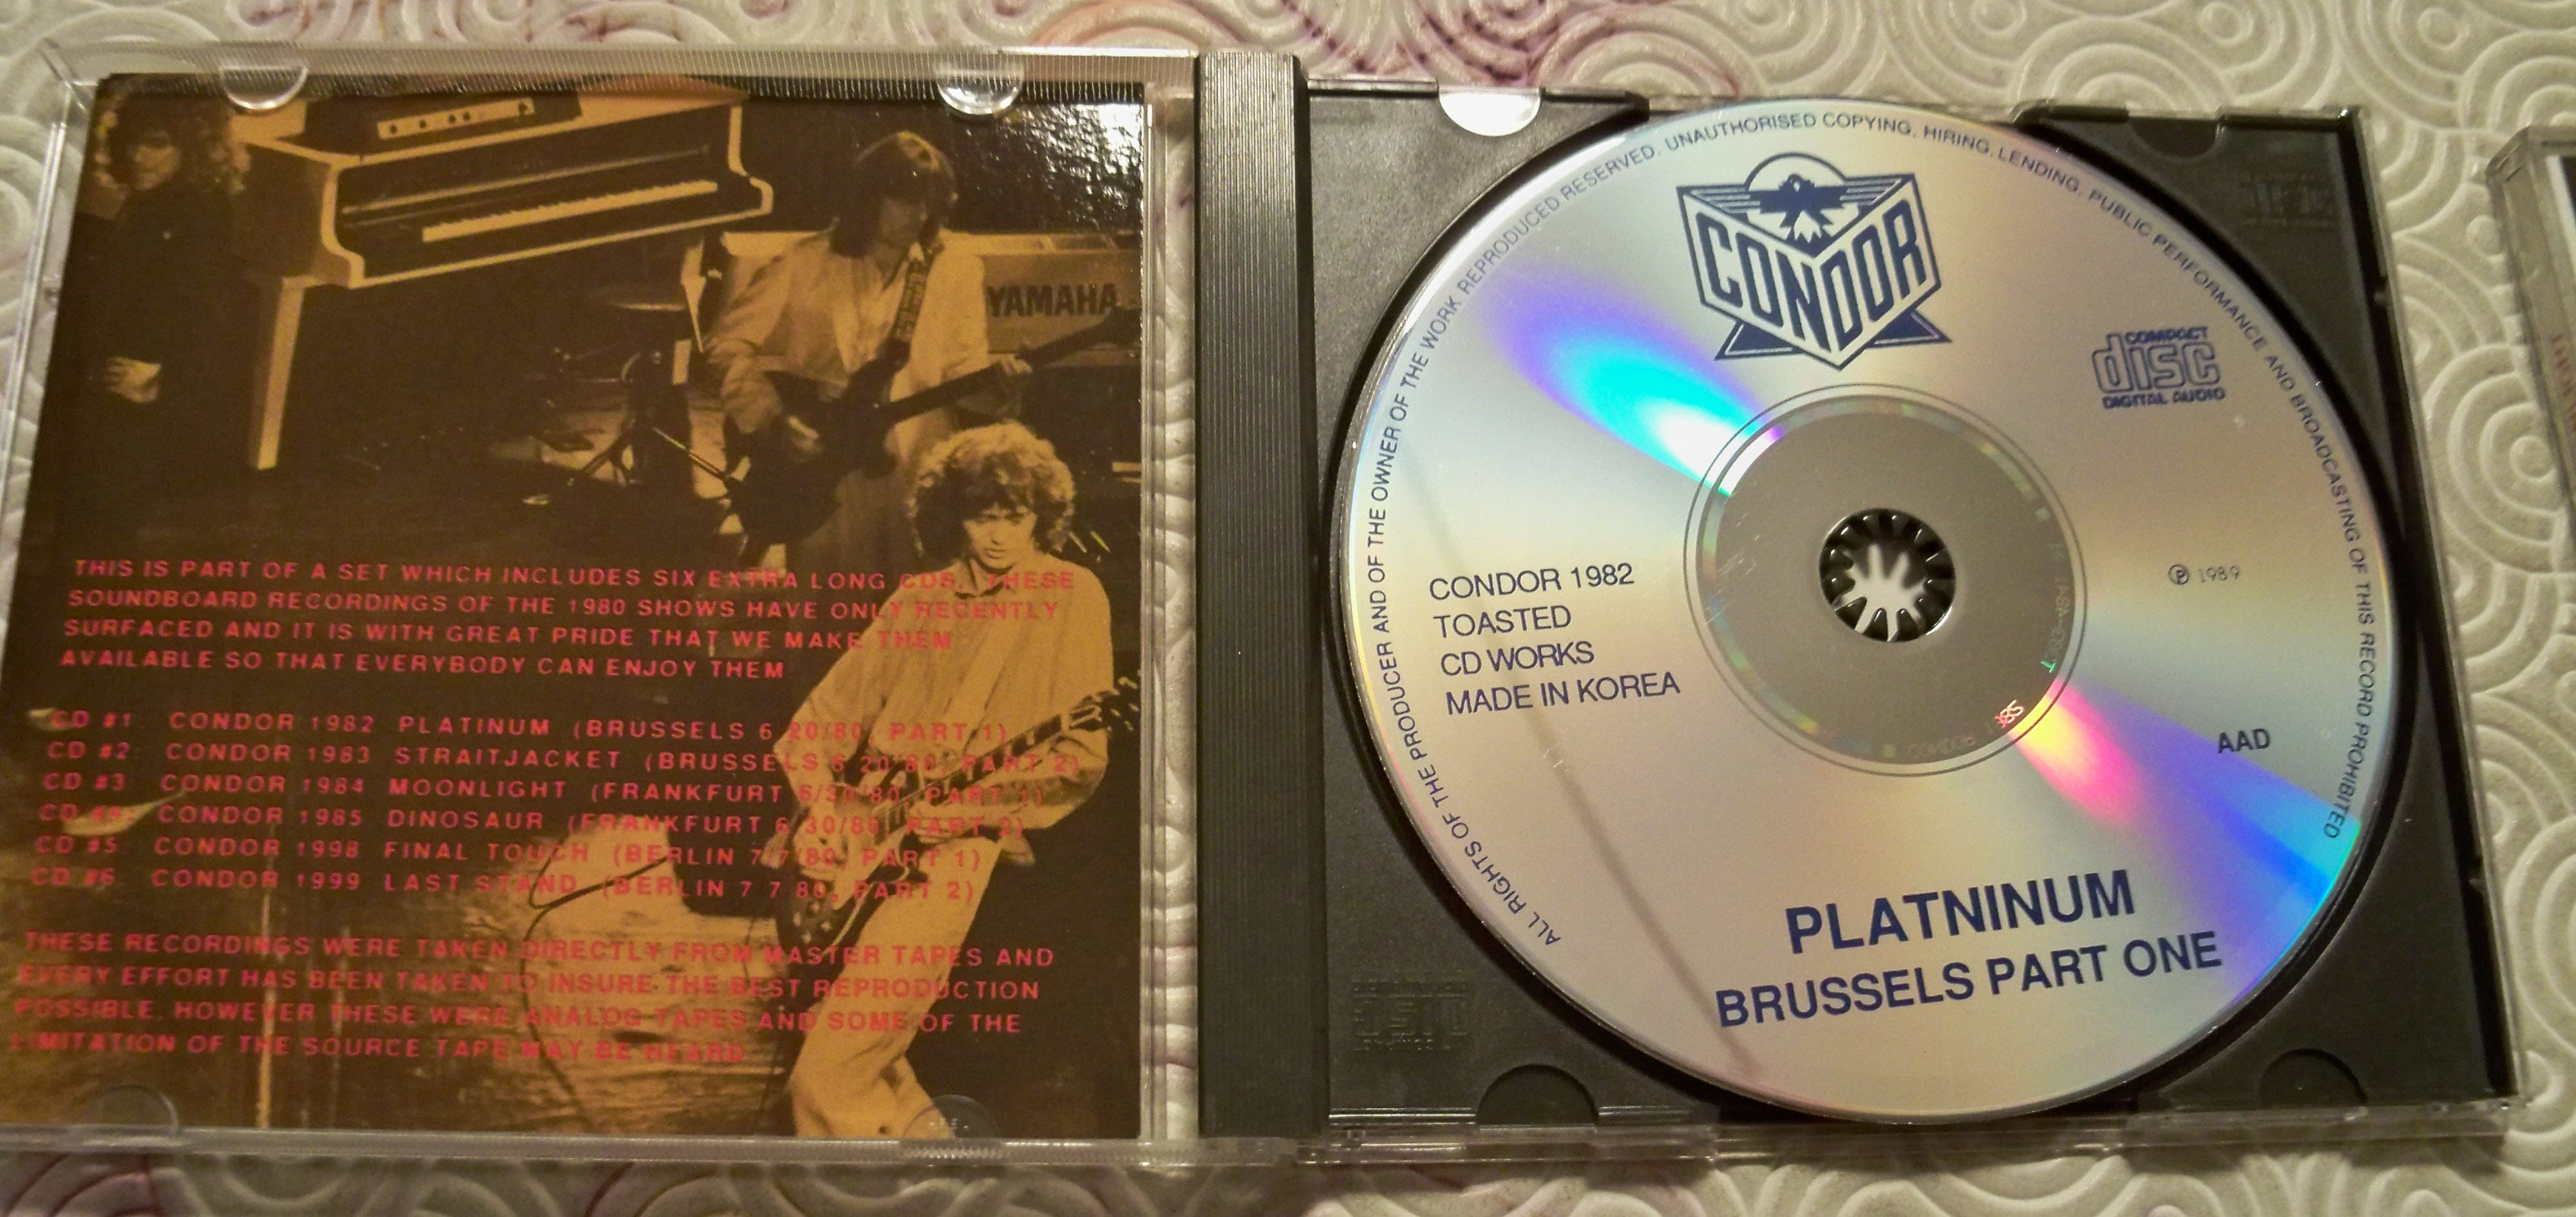 YAMAHA
THIS IS PART OF A SET WHICH INCLUDES SIX EXTRA LONG CDS. THESE
SOUNDBOARD RECORDINGS OF THE 1980 SHOWS HAVE ONLY RECENTLY
SURFACED AND IT IS WITH GREAT PRIDE THAT WE MAKE THEM
AVAILABLE SO THAT EVERYBODY CAN ENJOY THEM
CD #1: CONDOR 1982 PLATINUM (BRUSSELS 6/20/80, PART 1)
CD #2: CONDOR 1983 STRAITJACKET (BRUSSELS 6/20/80, PART 2)
CD #3: CONDOR 1984 MOONLIGHT (FRANKFURT 6/30/80, PART 1)
CD #4: CONDOR 1985 DINOSAUR (FRANKFURT 6/30/80, PART 2)
CD #5: CONDOR 1998 FINAL TOUCH (BERLIN 7/7/80, PART 1)
CD #6: CONDOR 1999 LAST STAND (BERLIN 7/7/80, PART 2)
THESE RECORDINGS WERE TAKEN DIRECTLY FROM MASTER TAPES AND
EVERY EFFORT HAS BEEN TAKEN TO INSURE THE BEST REPRODUCTION
POSSIBLE. HOWEVER THESE WERE ANALOG TAPES AND SOME OF THE
LIMITATION OF THE SOURCE TAPE MAY BE HEARD
ALL RIGHTS OF THE PRODUCER AND OF THE OWNER OF THE WORK REPRODUCED RESERVED. UNAUTHORISED COPYING, HIRING, LENDING, PUBLIC PERFORMANCE AND BROADCASTING OF THIS RECORD PROHIBITED
CONDOR
COMPACT
disc
DIGITAL AUDIO
CONDOR 1982
TOASTED
CD WORKS
MADE IN KOREA
℗ 1989
AAD
PLATNINUM
BRUSSELS PART ONE